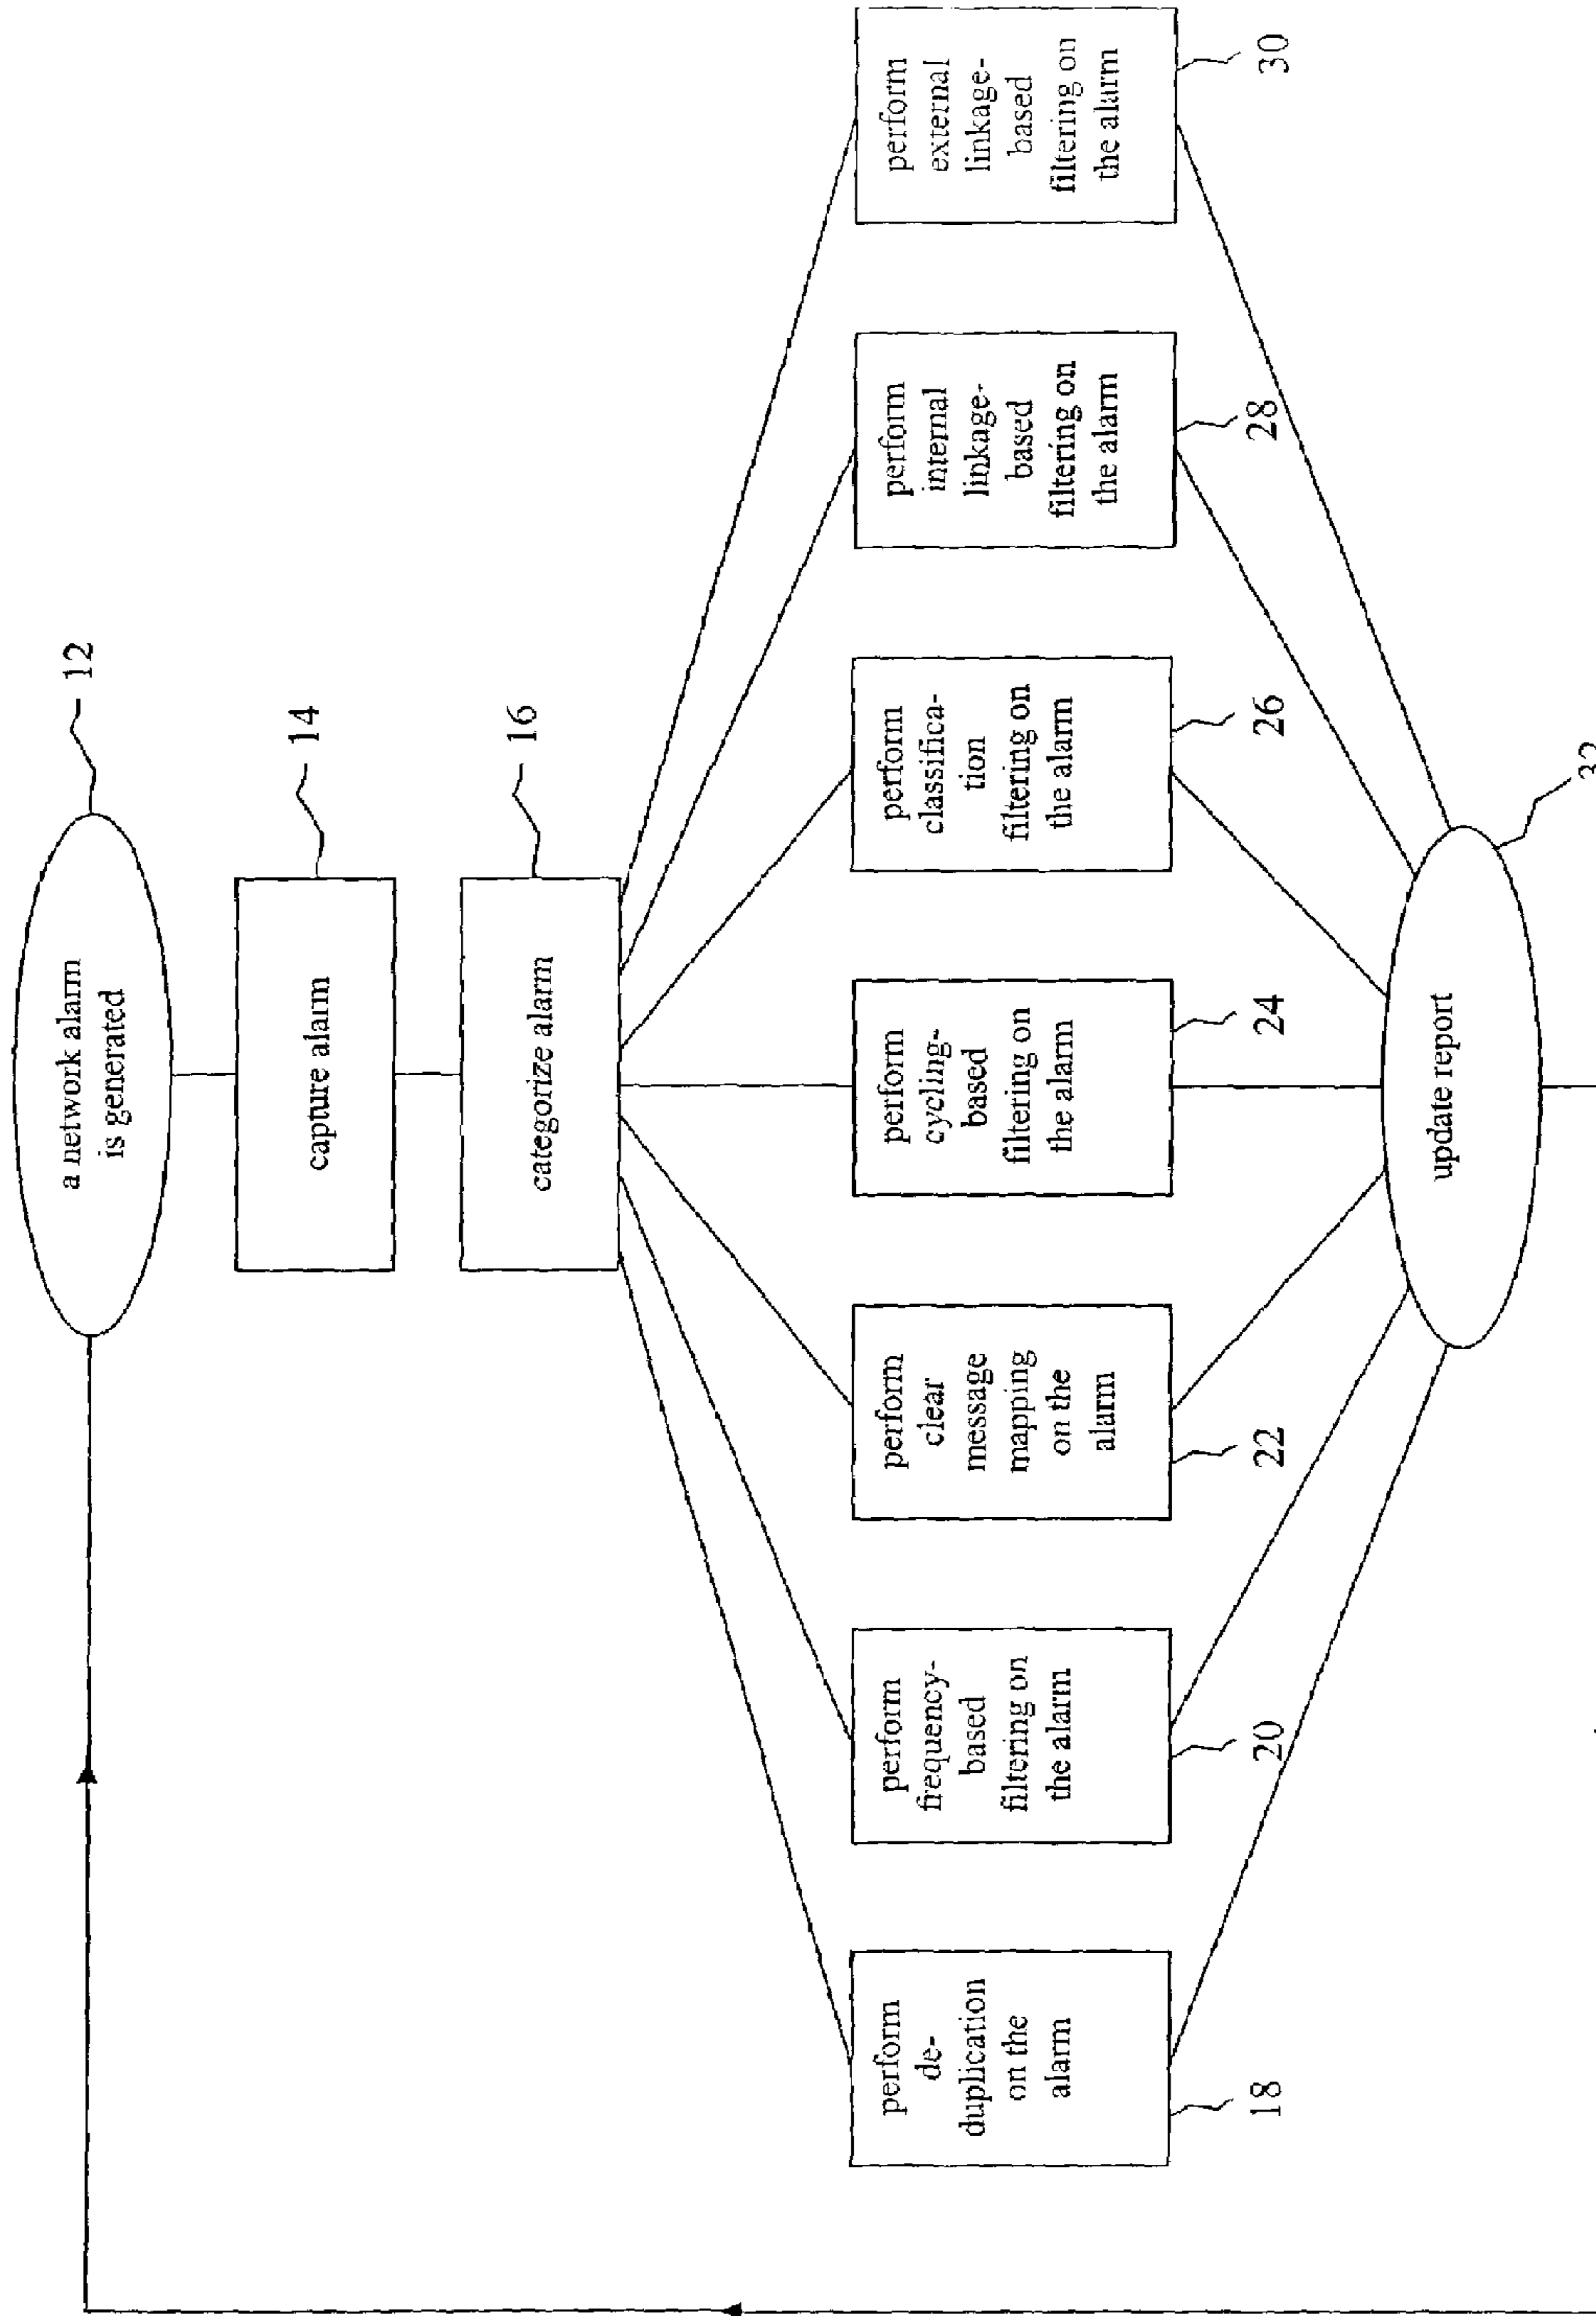 a network alarm
is generated
12
capture alarm
14
categorize alarm
16
perform
de-
duplication
on the
alarm
18
perform
frequency-
based
filtering on
the alarm
20
perform
clear
message
mapping
on the
alarm
22
perform
cycling-
based
filtering on
the alarm
24
perform
classifica-
tion
filtering on
the alarm
26
perform
internal
linkage-
based
filtering on
the alarm
28
perform
external
linkage-
based
filtering on
the alarm
30
update report
32